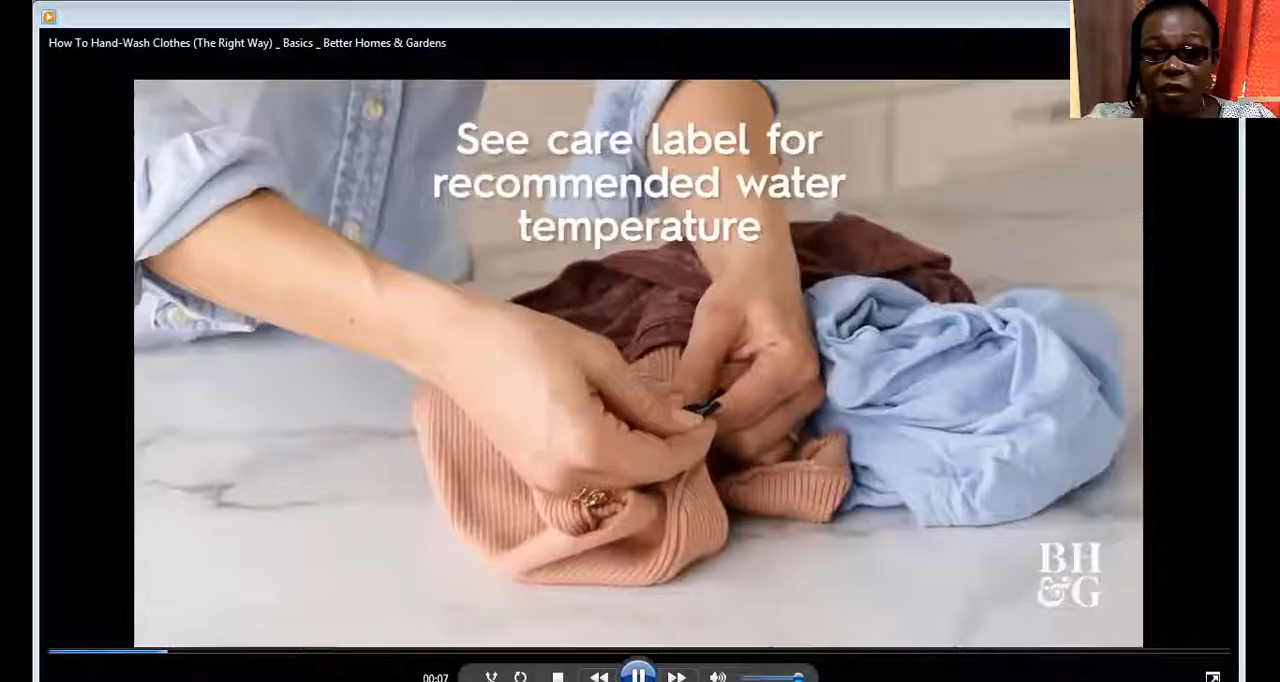 How To Hand-Wash Clothes (The Right Way) _ Basics _ Better Homes & Gardens
See care label for
recommended water
temperature
BH
&G
00:07